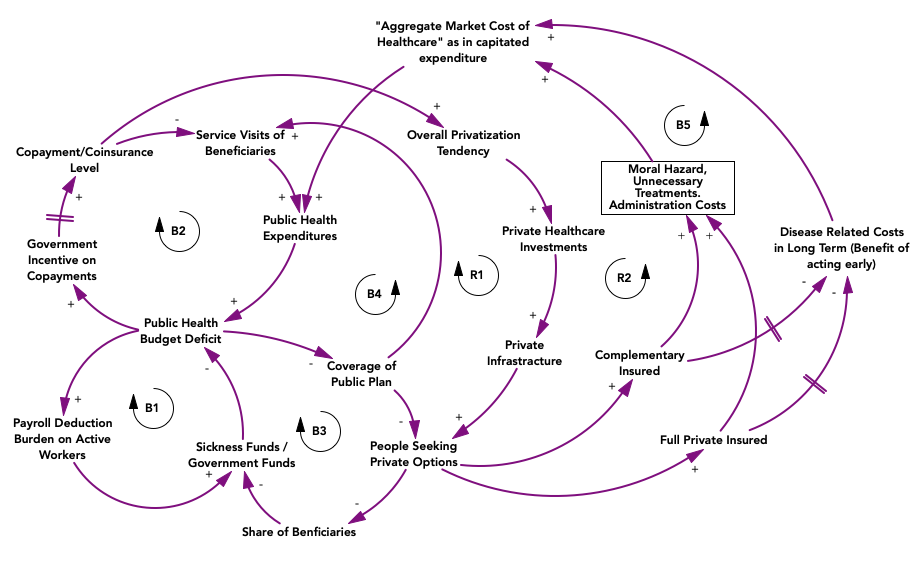 "Aggregate Market Cost of
Healthcare" as in capitated
expenditure
+
+
+
-
Service Visits of
Beneficiaries
+
Overall Privatization
Tendency
B5
Copayment/Coinsurance
Level
Moral Hazard,
Unnecessary
Treatments.
Administration Costs
+
+
+
+
Public Health
Expenditures
B2
Private Healthcare
Investments
+
+
Disease Related Costs
in Long Term (Benefit of
acting early)
Government
Incentive on
Copayments
B4
R1
R2
-
-
+
+
+
Public Health
Budget Deficit
-
-
Coverage of
Public Plan
Private
Infrastracture
Complementary
Insured
+
+
B1
+
-
Payroll Deduction
Burden on Active
Workers
B3
Sickness Funds /
Government Funds
People Seeking
Private Options
Full Private Insured
+
+
-
-
Share of Benficiaries